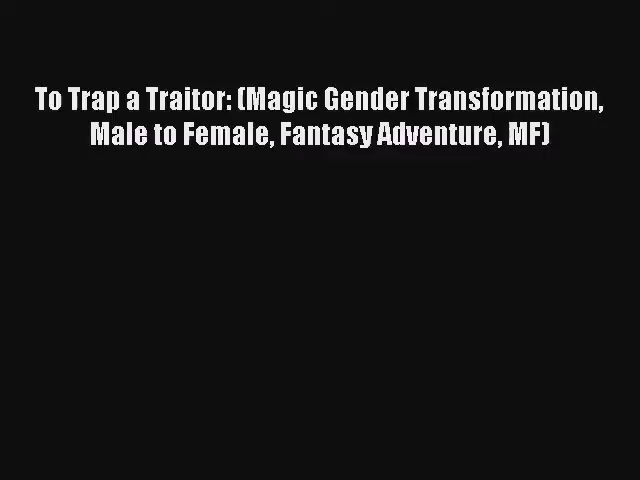 To Trap a Traitor: (Magic Gender Transformation,
Male to Female, Fantasy Adventure, MF)